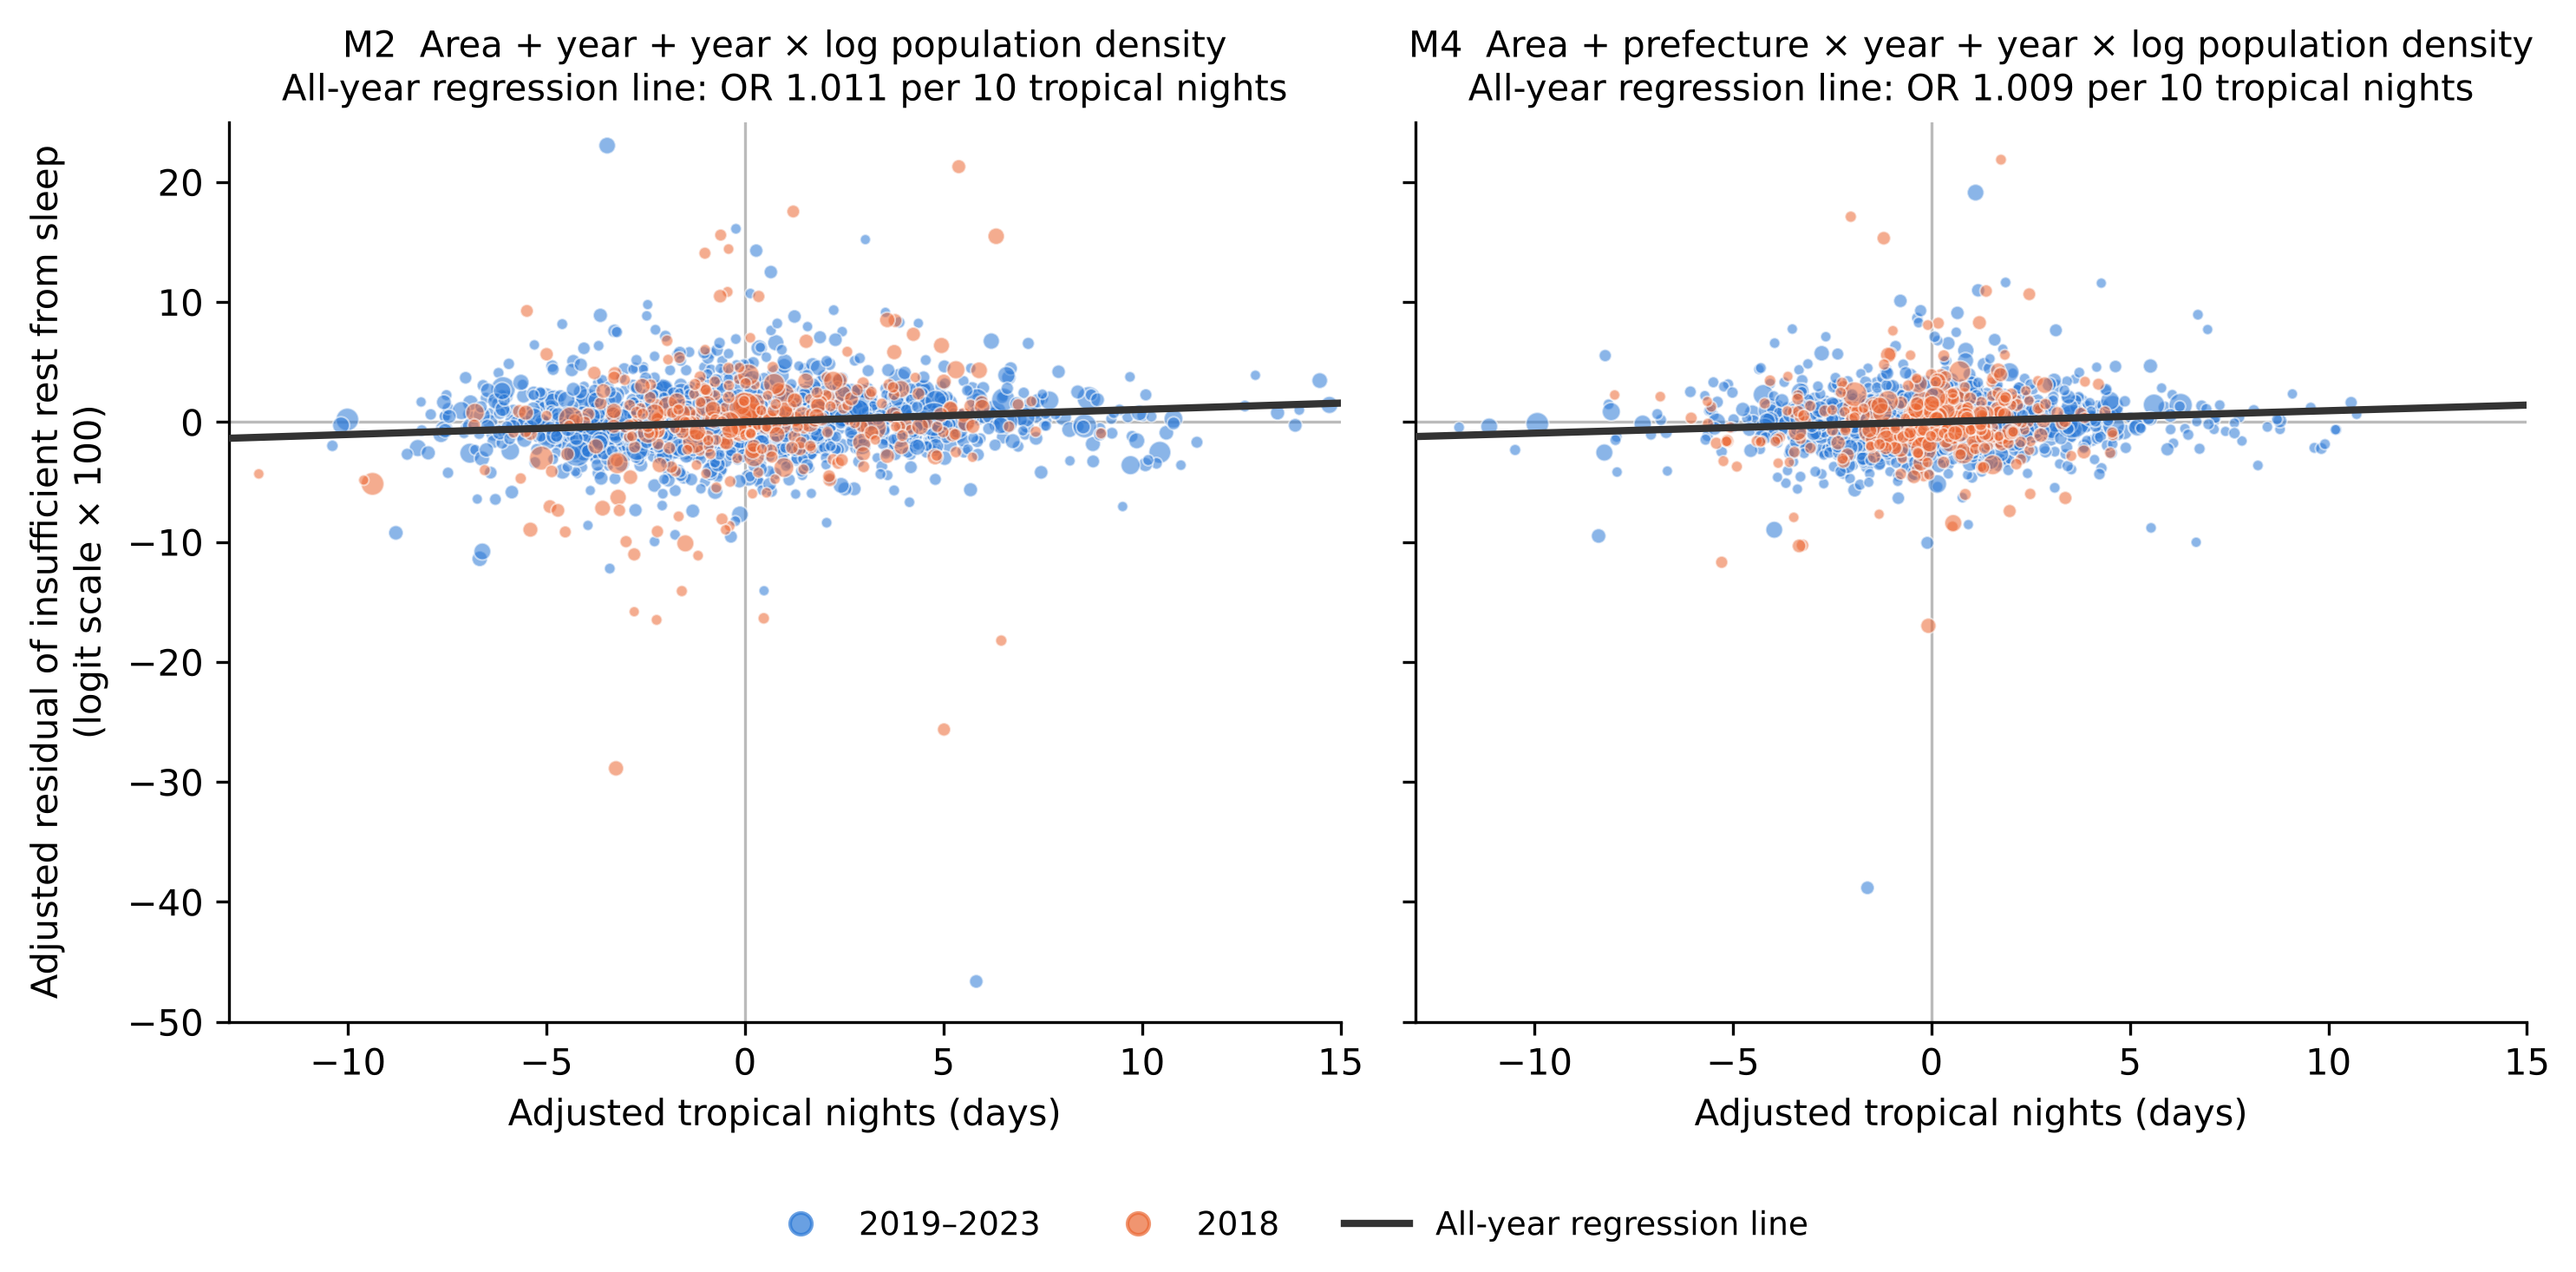 M2  Area + year + year × log population density
All-year regression line: OR 1.011 per 10 tropical nights
M4  Area + prefecture × year + year × log population density
All-year regression line: OR 1.009 per 10 tropical nights
Adjusted residual of insufficient rest from sleep
(logit scale × 100)
20
10
0
−10
−20
−30
−40
−50
−10
−5
0
5
10
15
−10
−5
0
5
10
15
Adjusted tropical nights (days)
Adjusted tropical nights (days)
2019–2023
2018
All-year regression line